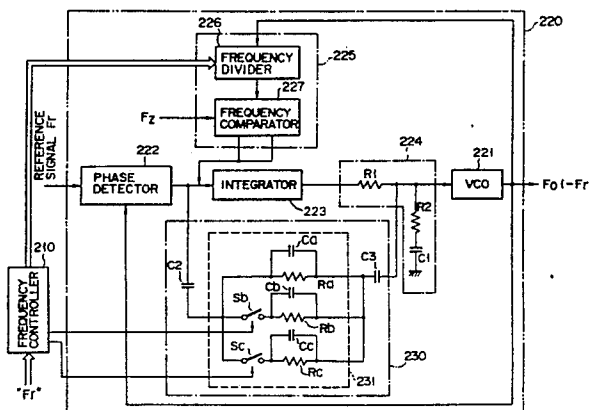 226
FREQUENCY
DIVIDER
220
225
227
FREQUENCY
COMPARATOR
Fz
REFERENCE
SIGNAL Fr
222
PHASE
DETECTOR
INTEGRATOR
223
224
R1
R2
C1
221
VCO
Fo(-Fr
210
FREDUENCY
CONTROLLER
"Fr"
C2
Ca
Ra
C3
Sb
Cb
Rb
Sc
Cc
Rc
231
230